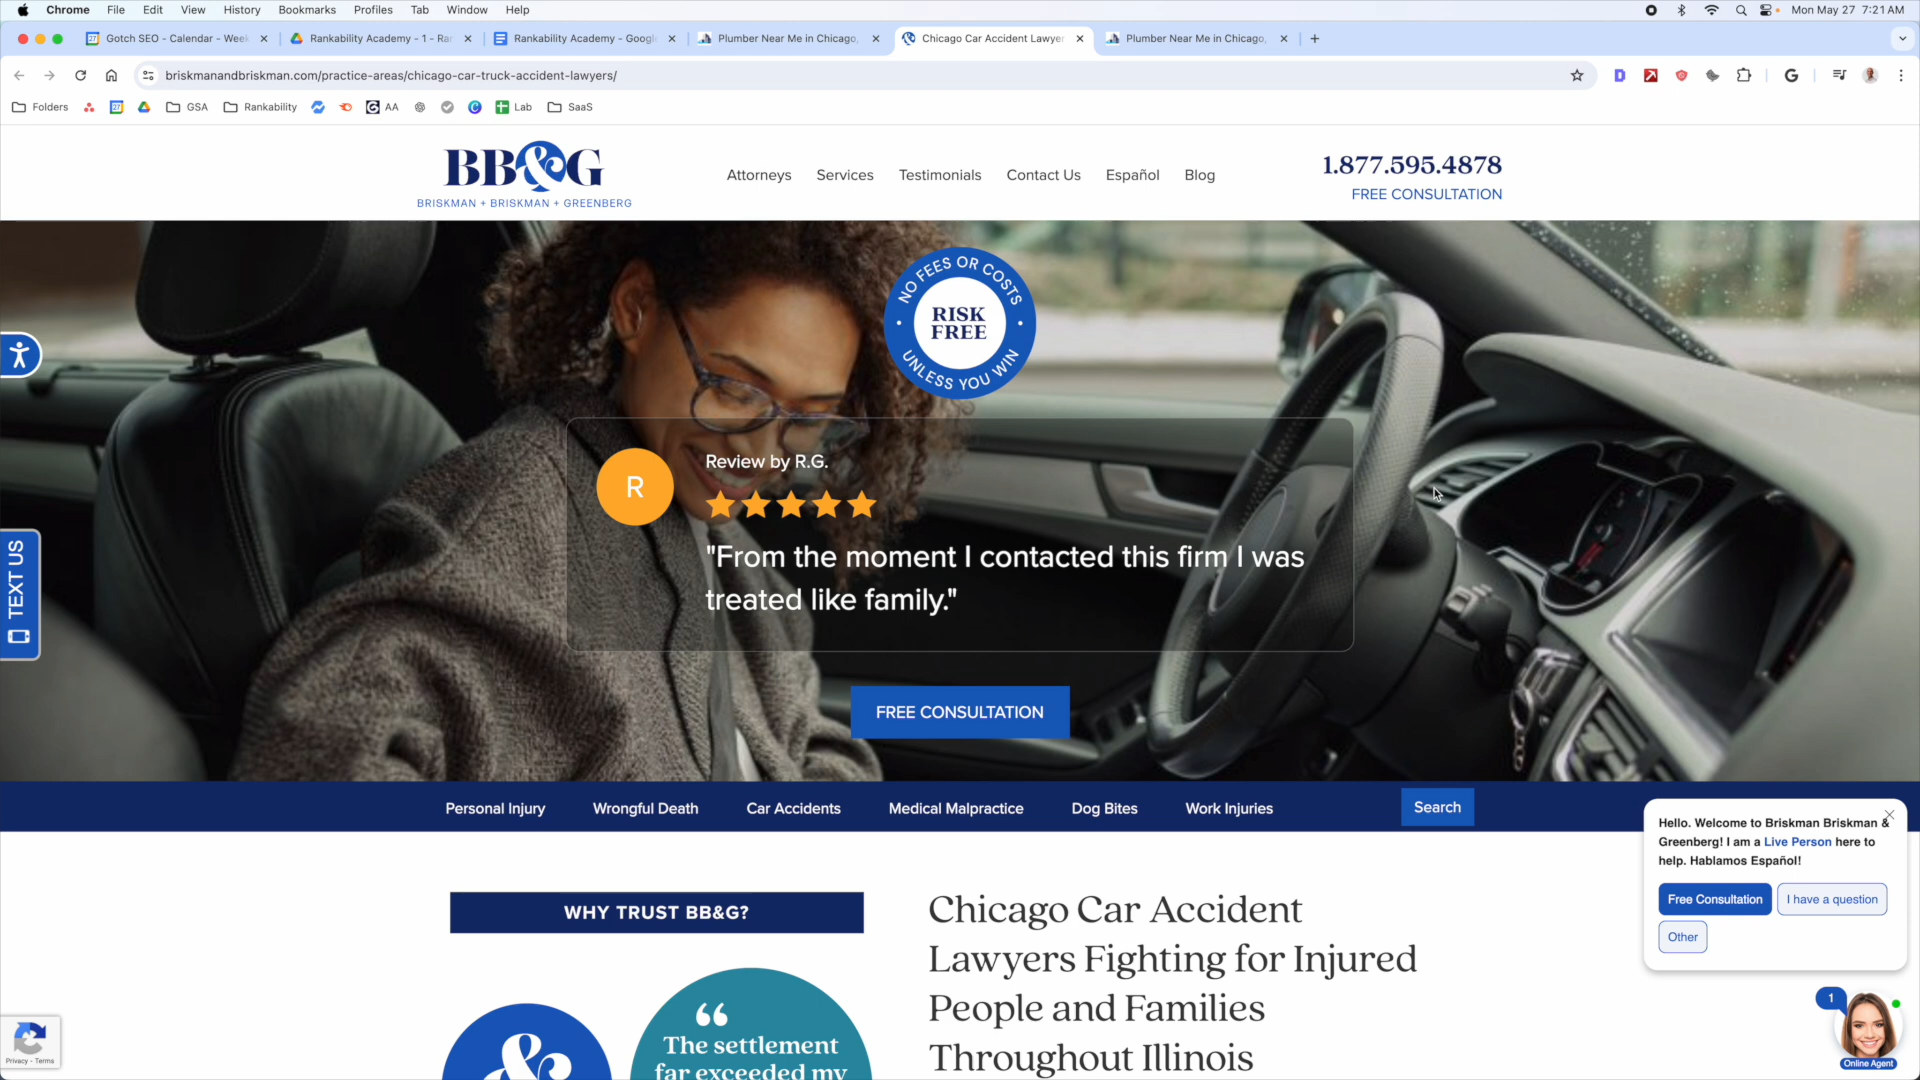 Chrome File Edit View History Bookmarks Profiles Tab Window Help
Mon May 27 7:21 AM
Gotch SEO - Calendar - Week
Rankability Academy - 1 - Ra
Rankability Academy - Google
Plumber Near Me in Chicago,
Chicago Car Accident Lawyer
Plumber Near Me in Chicago,
briskmanandbriskman.com/practice-areas/chicago-car-truck-accident-lawyers/
Folders GSA Rankability AA Lab SaaS
BB&G
BRISKMAN + BRISKMAN + GREENBERG
Attorneys Services Testimonials Contact Us Español Blog
1.877.595.4878
FREE CONSULTATION
NO FEES OR COSTS
RISK
FREE
UNLESS YOU WIN
TEXT US
R
Review by R.G.
"From the moment I contacted this firm I was
treated like family."
FREE CONSULTATION
Personal Injury Wrongful Death Car Accidents Medical Malpractice Dog Bites Work Injuries Search
WHY TRUST BB&G?
&
“
The settlement
far exceeded my
Chicago Car Accident
Lawyers Fighting for Injured
People and Families
Throughout Illinois
Hello. Welcome to Briskman Briskman &
Greenberg! I am a Live Person here to
help. Hablamos Español!
Free Consultation I have a question
Other
1
Online Agent
Privacy - Terms